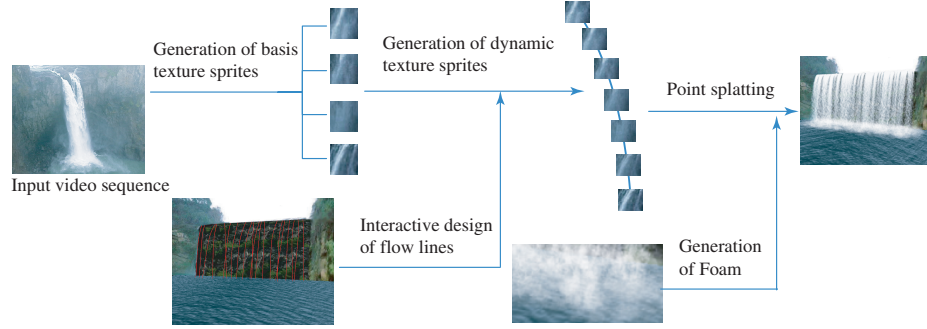 Generation of basis
texture sprites
Generation of dynamic
texture sprites
Point splatting
Input video sequence
Interactive design
of flow lines
Generation
of Foam